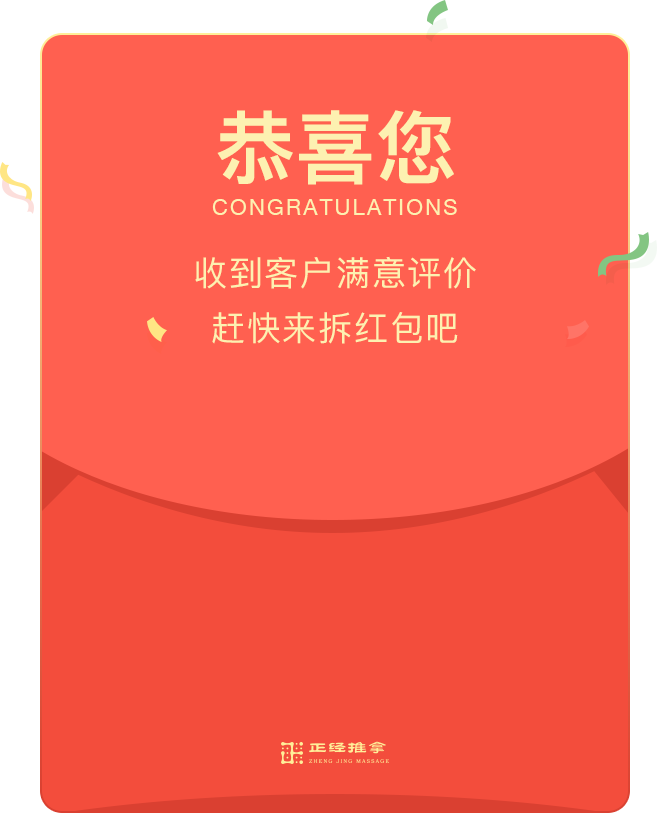 恭喜您
CONGRATULATIONS
收到客户满意评价
赶快来拆红包吧
正经推拿
ZHENG JING MASSAGE